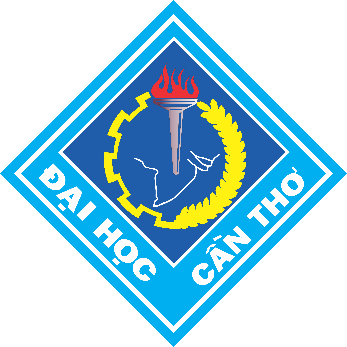 ĐẠI HỌC
CẦN THƠ